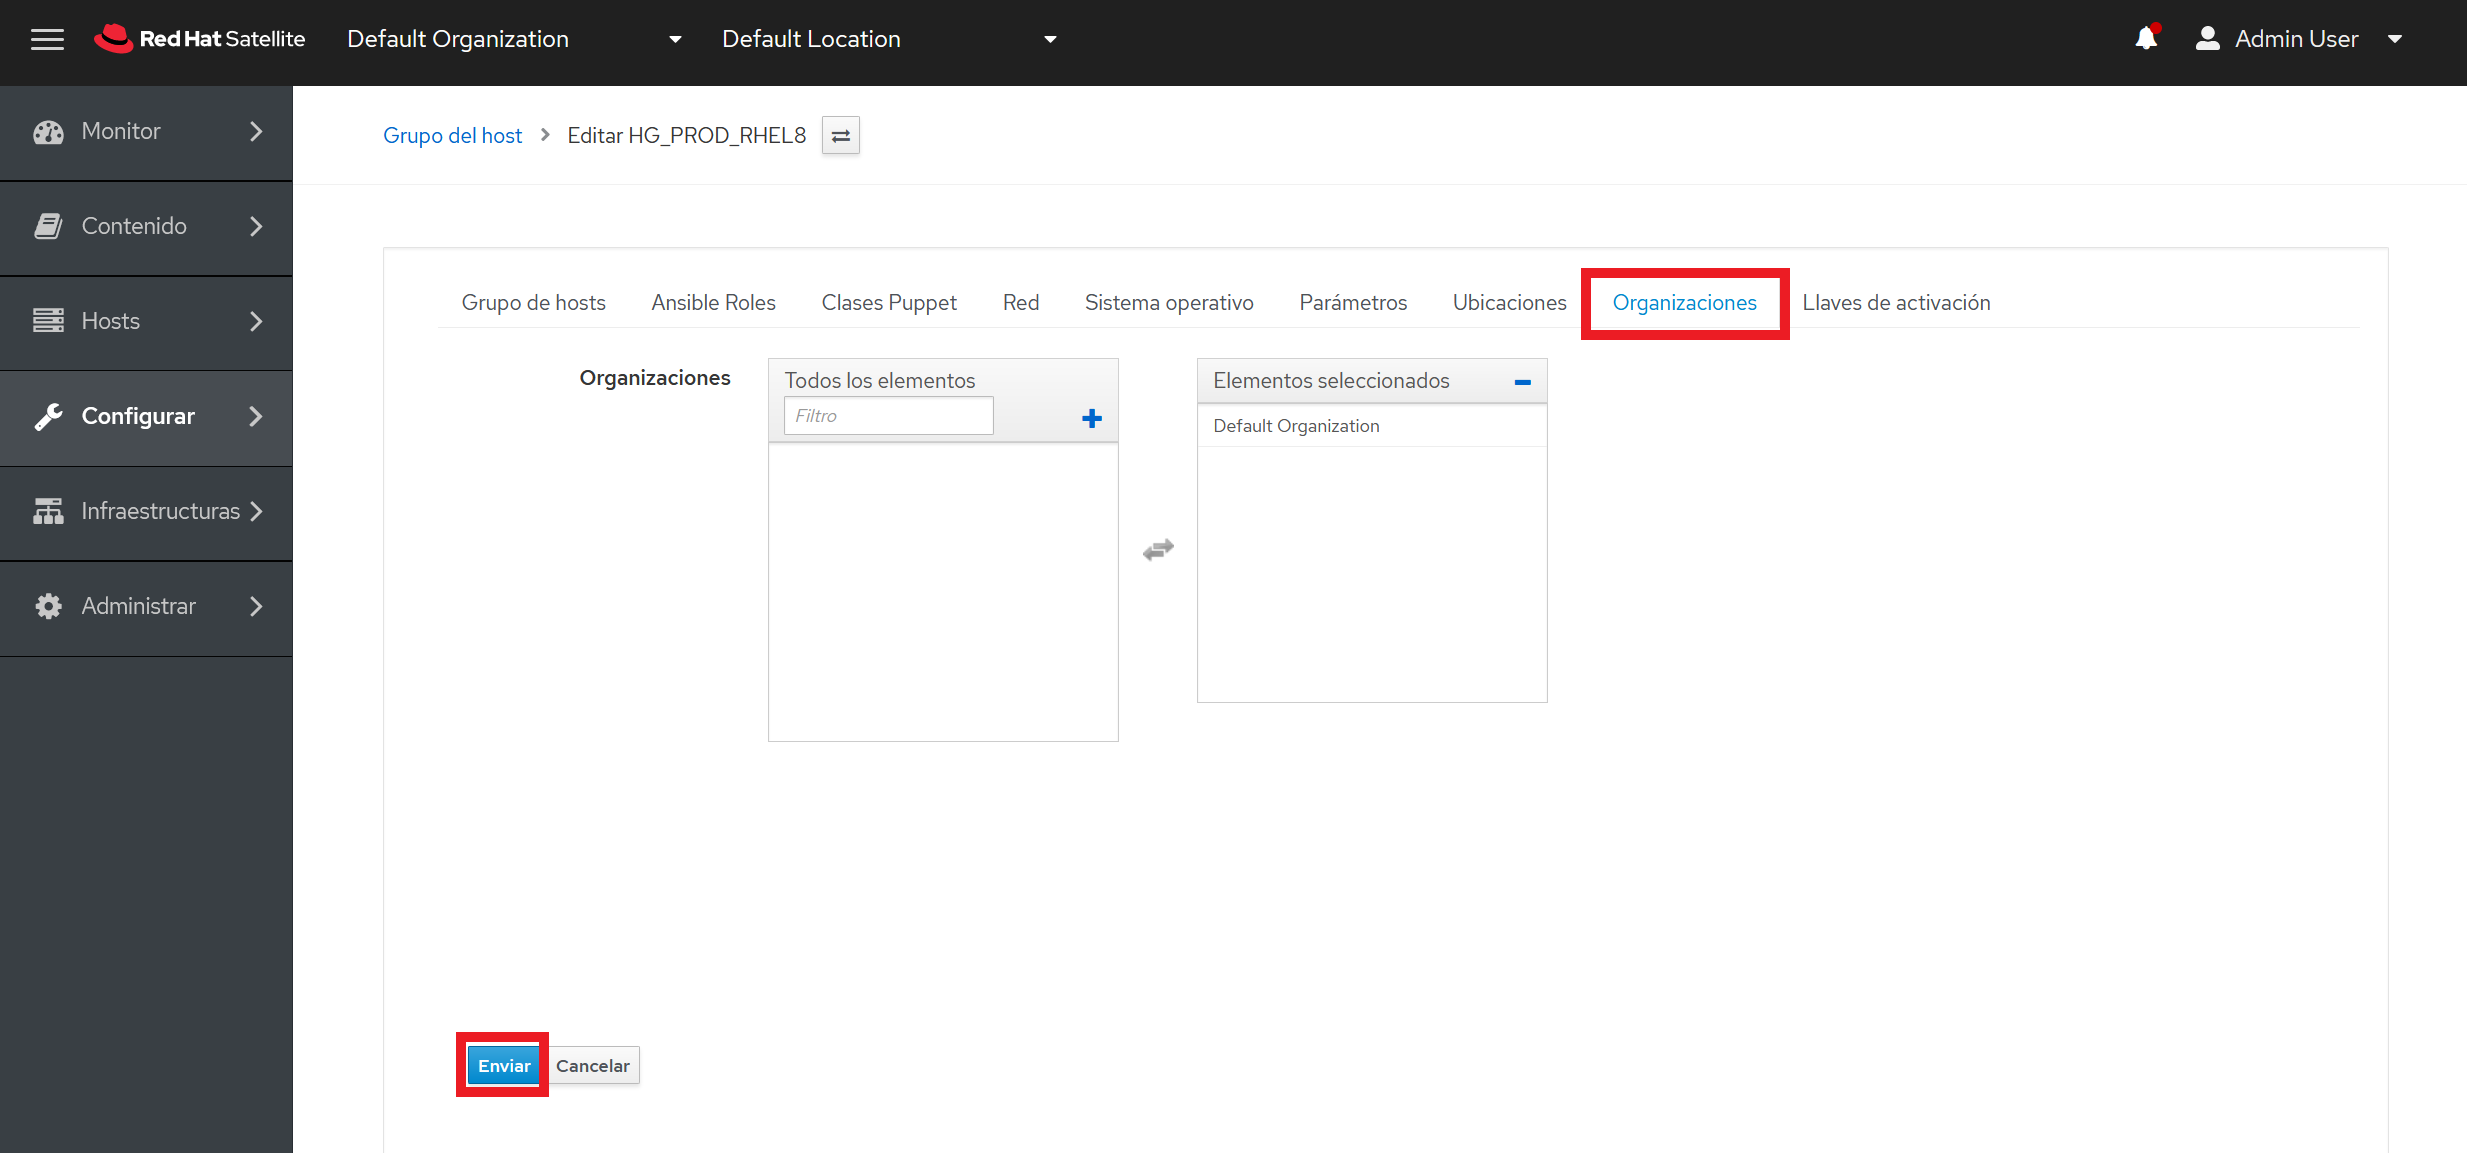 Red Hat Satellite Default Organization Default Location Admin User
Monitor
Contenido
Hosts
Configurar
Infraestructuras
Administrar
Grupo del host > Editar HG_PROD_RHEL8
Grupo de hosts Ansible Roles Clases Puppet Red Sistema operativo Parámetros Ubicaciones Organizaciones Llaves de activación
Organizaciones
Todos los elementos
Filtro
Elementos seleccionados
Default Organization
Enviar Cancelar